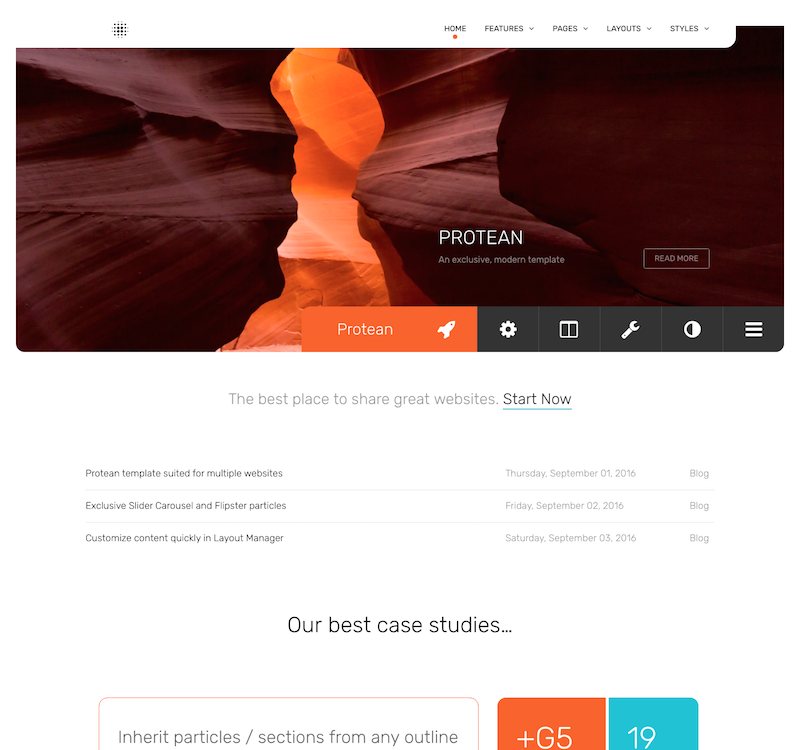 HOME FEATURES PAGES LAYOUTS STYLES
PROTEAN
An exclusive, modern template
READ MORE
Protean
The best place to share great websites. Start Now
Protean template suited for multiple websites Thursday, September 01, 2016 Blog
Exclusive Slider Carousel and Flipster particles Friday, September 02, 2016 Blog
Customize content quickly in Layout Manager Saturday, September 03, 2016 Blog
Our best case studies...
Inherit particles / sections from any outline
+G5
19